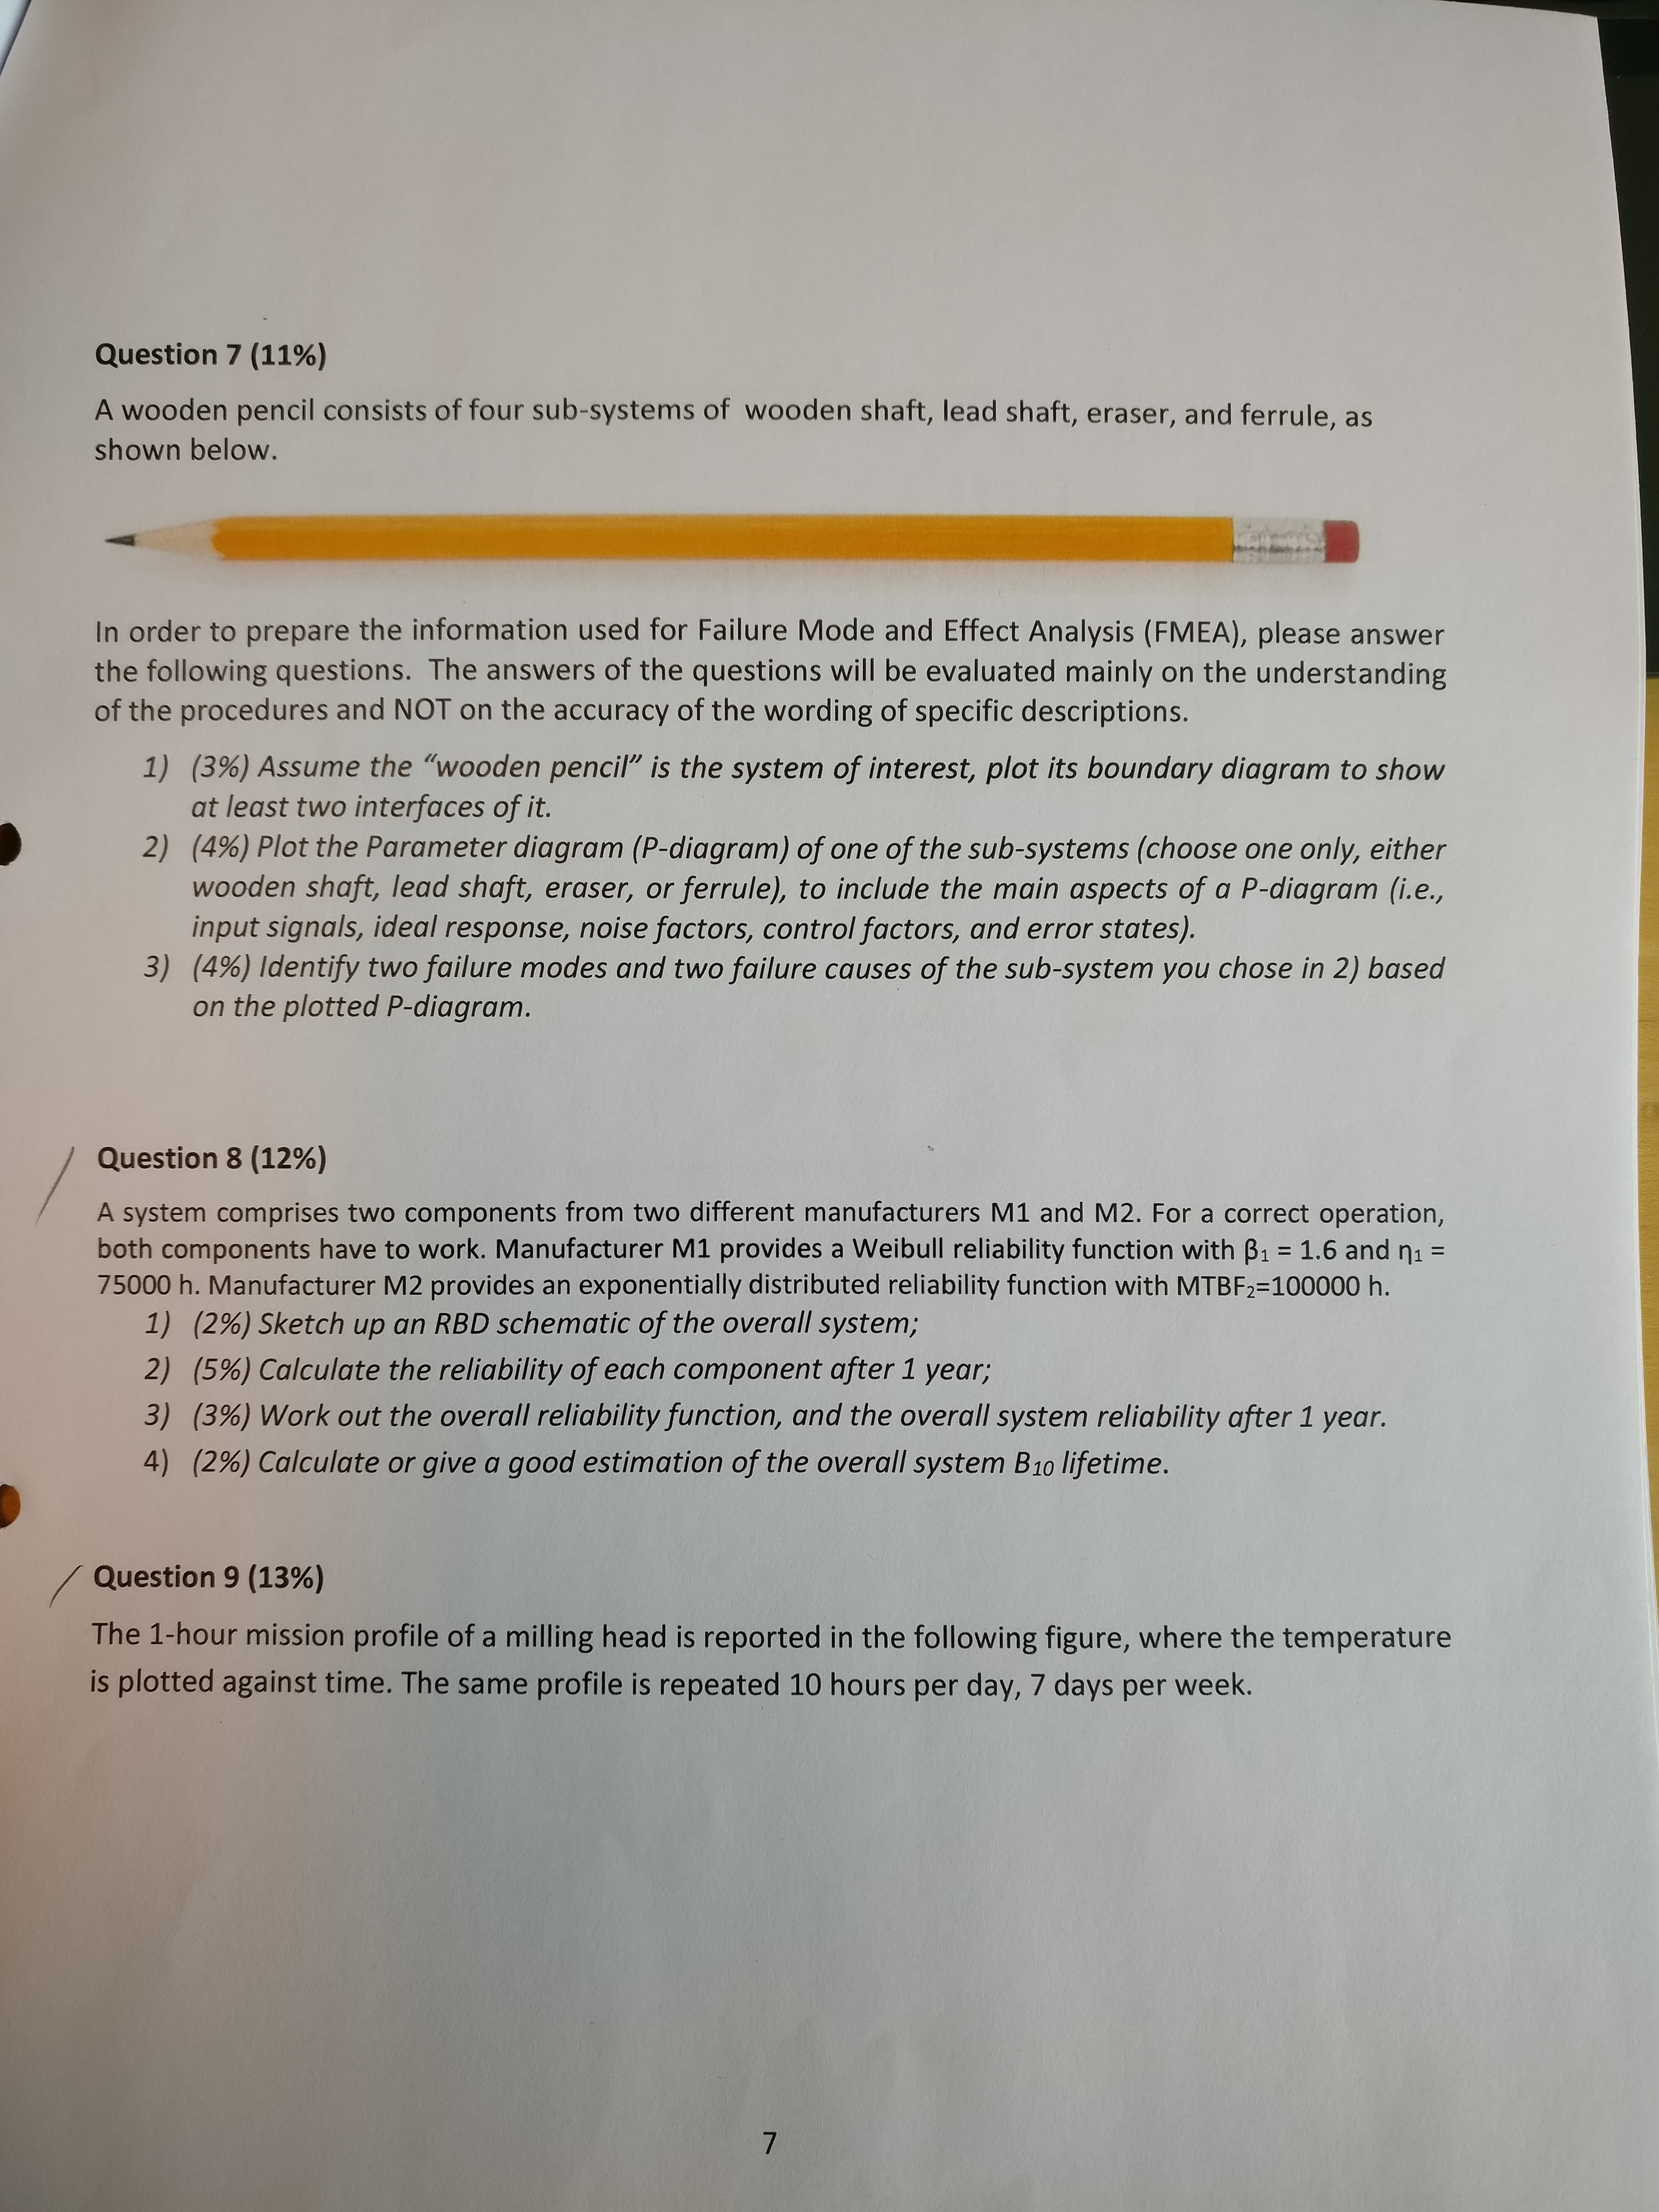 Question 7 (11%)
A wooden pencil consists of four sub-systems of wooden shaft, lead shaft, eraser, and ferrule, as
shown below.
In order to prepare the information used for Failure Mode and Effect Analysis (FMEA), please answer
the following questions. The answers of the questions will be evaluated mainly on the understanding
of the procedures and NOT on the accuracy of the wording of specific descriptions.
1) (3%) Assume the “wooden pencil” is the system of interest, plot its boundary diagram to show
at least two interfaces of it.
2) (4%) Plot the Parameter diagram (P-diagram) of one of the sub-systems (choose one only, either
wooden shaft, lead shaft, eraser, or ferrule), to include the main aspects of a P-diagram (i.e.,
input signals, ideal response, noise factors, control factors, and error states).
3) (4%) Identify two failure modes and two failure causes of the sub-system you chose in 2) based
on the plotted P-diagram.
Question 8 (12%)
A system comprises two components from two different manufacturers M1 and M2. For a correct operation,
both components have to work. Manufacturer M1 provides a Weibull reliability function with β₁ = 1.6 and η₁ =
75000 h. Manufacturer M2 provides an exponentially distributed reliability function with MTBF₂=100000 h.
1) (2%) Sketch up an RBD schematic of the overall system;
2) (5%) Calculate the reliability of each component after 1 year;
3) (3%) Work out the overall reliability function, and the overall system reliability after 1 year.
4) (2%) Calculate or give a good estimation of the overall system B₁₀ lifetime.
Question 9 (13%)
The 1-hour mission profile of a milling head is reported in the following figure, where the temperature
is plotted against time. The same profile is repeated 10 hours per day, 7 days per week.
7